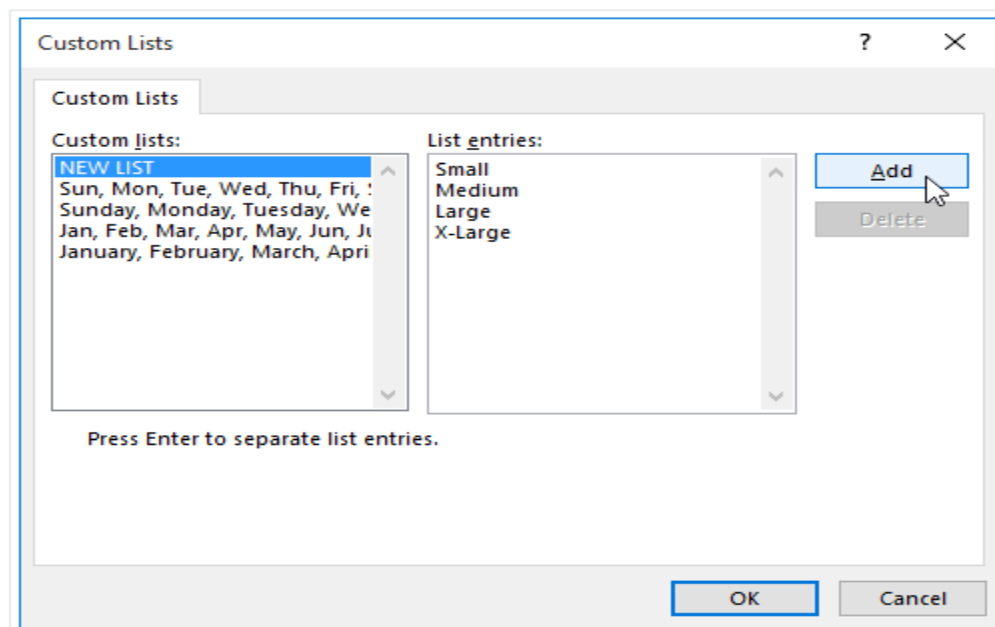 Custom Lists
?
Custom Lists
Custom lists:
NEW LIST
Sun, Mon, Tue, Wed, Thu, Fri,
Sunday, Monday, Tuesday, We
Jan, Feb, Mar, Apr, May, Jun,
January, February, March, Apri
List entries:
Small
Medium
Large
X-Large
Add
Delete
Press Enter to separate list entries.
OK
Cancel